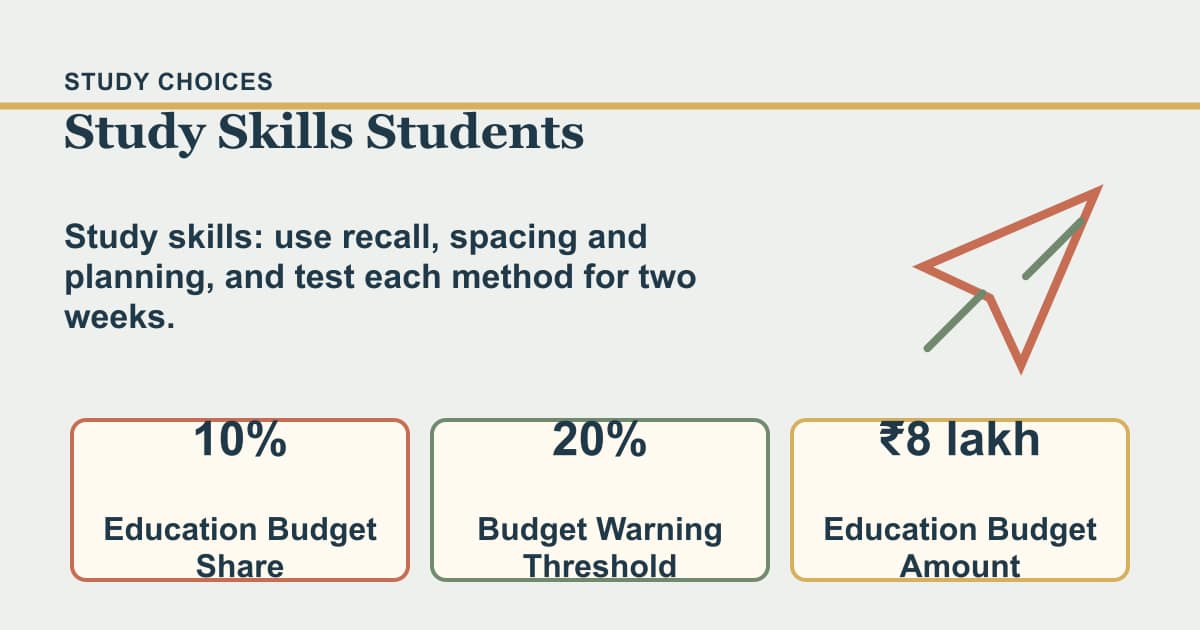 STUDY CHOICES
Study Skills Students
Study skills: use recall, spacing and
planning, and test each method for two
weeks.
10%
Education Budget
Share
20%
Budget Warning
Threshold
₹8 lakh
Education Budget
Amount